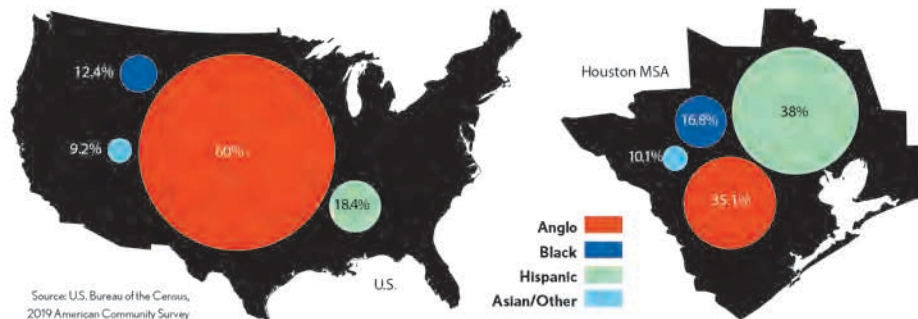 12.4%
9.2%
60%
18.4%
U.S.
Source: U.S. Bureau of the Census,
2019 American Community Survey
Anglo
Black
Hispanic
Asian/Other
Houston MSA
38%
16.8%
10.1%
35.1%